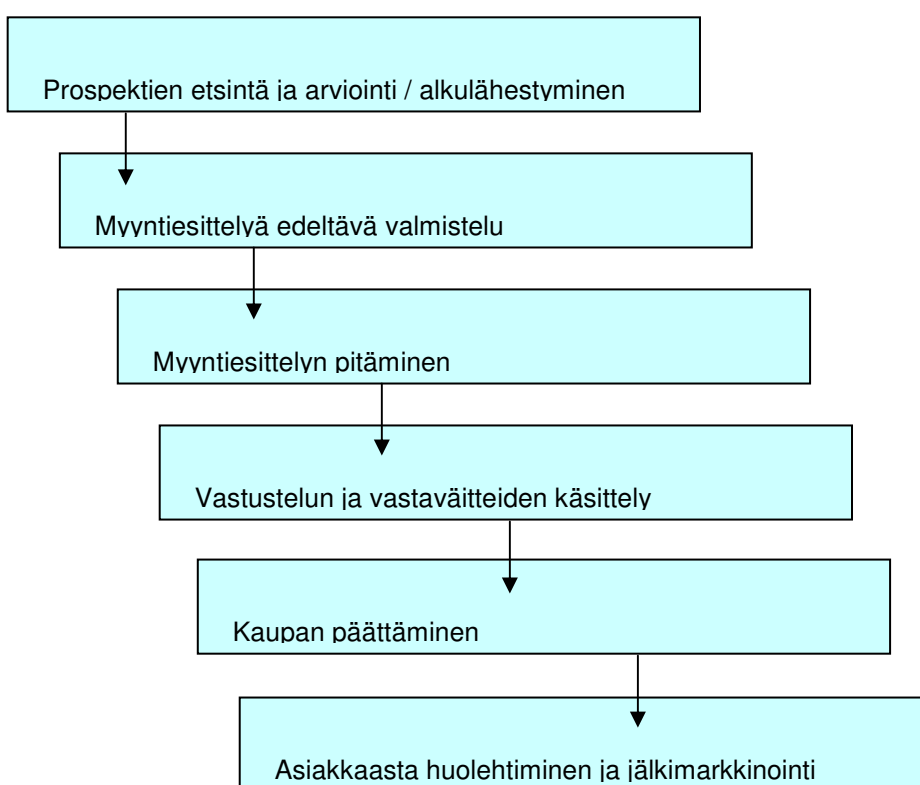 Prospektien etsintä ja arviointi / alkulähestyminen
Myyntiesittelyä edeltävä valmistelu
Myyntiesittelyn pitäminen
Vastustelun ja vastaväitteiden käsittely
Kaupan päättäminen
Asiakkaasta huolehtiminen ja jälkimarkkinointi